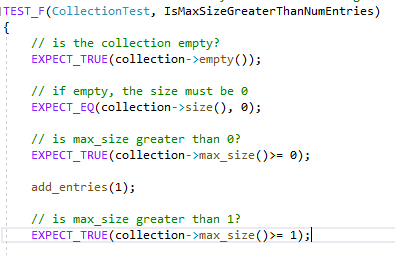 TEST_F(CollectionTest, IsMaxSizeGreaterThanNumEntries)
{
// is the collection empty?
EXPECT_TRUE(collection->empty());
// if empty, the size must be 0
EXPECT_EQ(collection->size(), 0);
// is max_size greater than 0?
EXPECT_TRUE(collection->max_size()>= 0);
add_entries(1);
// is max_size greater than 1?
EXPECT_TRUE(collection->max_size()>= 1);